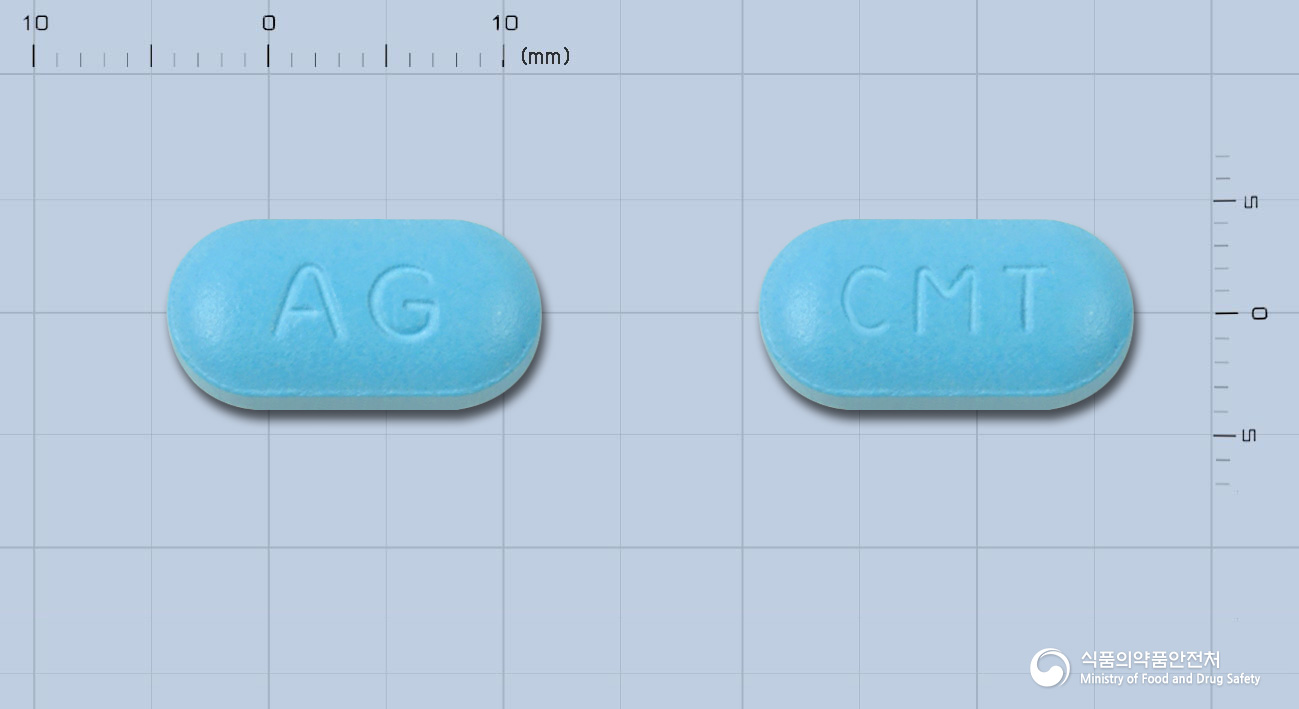 10 0 10
(mm)
5
AG
CMT
0
5
식품의약품안전처
Ministry of Food and Drug Safety